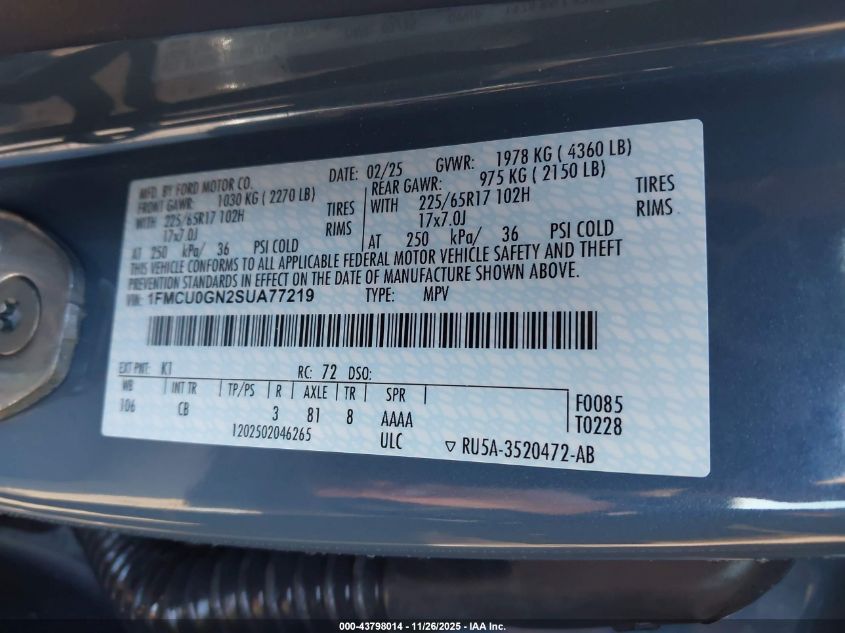 MFD. BY FORD MOTOR CO.
DATE: 02/25 GVWR: 1978 KG ( 4360 LB)
FRONT GAWR: 1030 KG ( 2270 LB)
REAR GAWR: 975 KG ( 2150 LB)
WITH 225/65R17 102H TIRES
WITH 225/65R17 102H TIRES
17x7.0J RIMS
17x7.0J RIMS
AT 250 kPa/ 36 PSI COLD
AT 250 kPa/ 36 PSI COLD
THIS VEHICLE CONFORMS TO ALL APPLICABLE FEDERAL MOTOR VEHICLE SAFETY AND THEFT
PREVENTION STANDARDS IN EFFECT ON THE DATE OF MANUFACTURE SHOWN ABOVE.
VIN: 1FMCU0GN2SUA77219 TYPE: MPV
EXT PNT: K1 RC: 72 DSO:
WB INT TR TP/PS R AXLE TR SPR
106 CB 3 81 8 AAAA F0085
ULC T0228
1202502046265
RU5A-3520472-AB
000-43798014 | 11/26/2025 - IAA Inc.